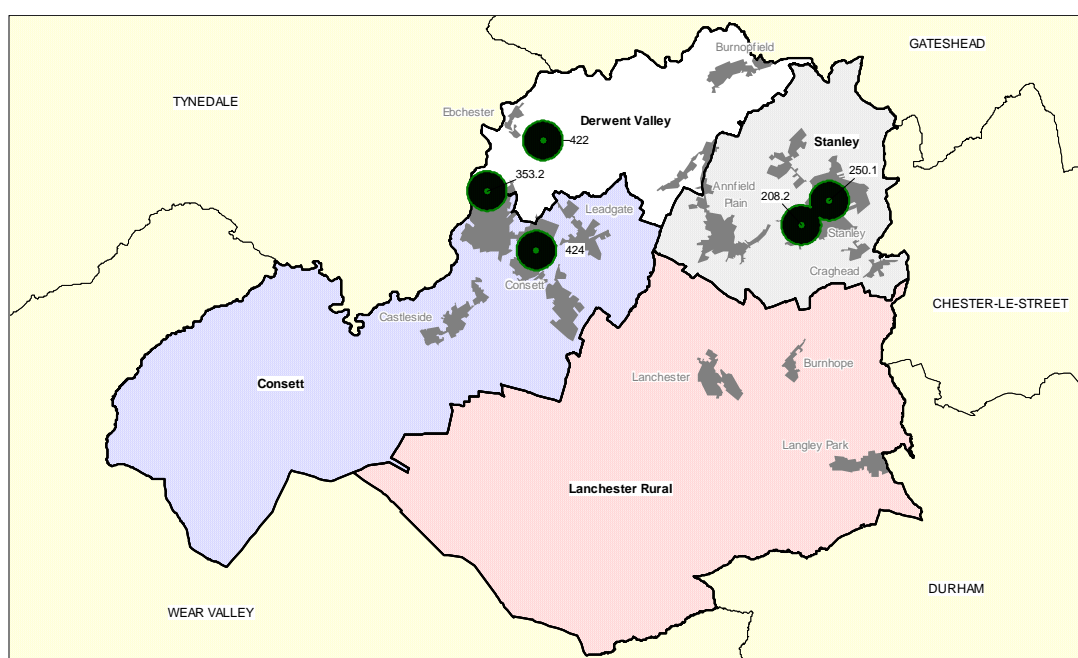 GATESHEAD
Burnopfield
TYNEDALE
Ebchester
Derwent Valley
422
Stanley
353.2
250.1
Annfield
Plain
208.2
Leadgate
Stanley
424
Craghead
Consett
CHESTER-LE-STREET
Castleside
Burnhope
Lanchester
Consett
Langley Park
Lanchester Rural
DURHAM
WEAR VALLEY